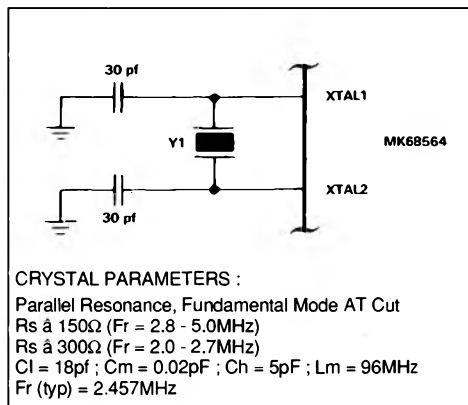 30 pf
XTAL1
Y1
MK68564
XTAL2
30 pf
CRYSTAL PARAMETERS :
Parallel Resonance, Fundamental Mode AT Cut
Rs â 150Ω (Fr = 2.8 - 5.0MHz)
Rs â 300Ω (Fr = 2.0 - 2.7MHz)
Cl = 18pf ; Cm = 0.02pF ; Ch = 5pF ; Lm = 96MHz
Fr (typ) = 2.457MHz